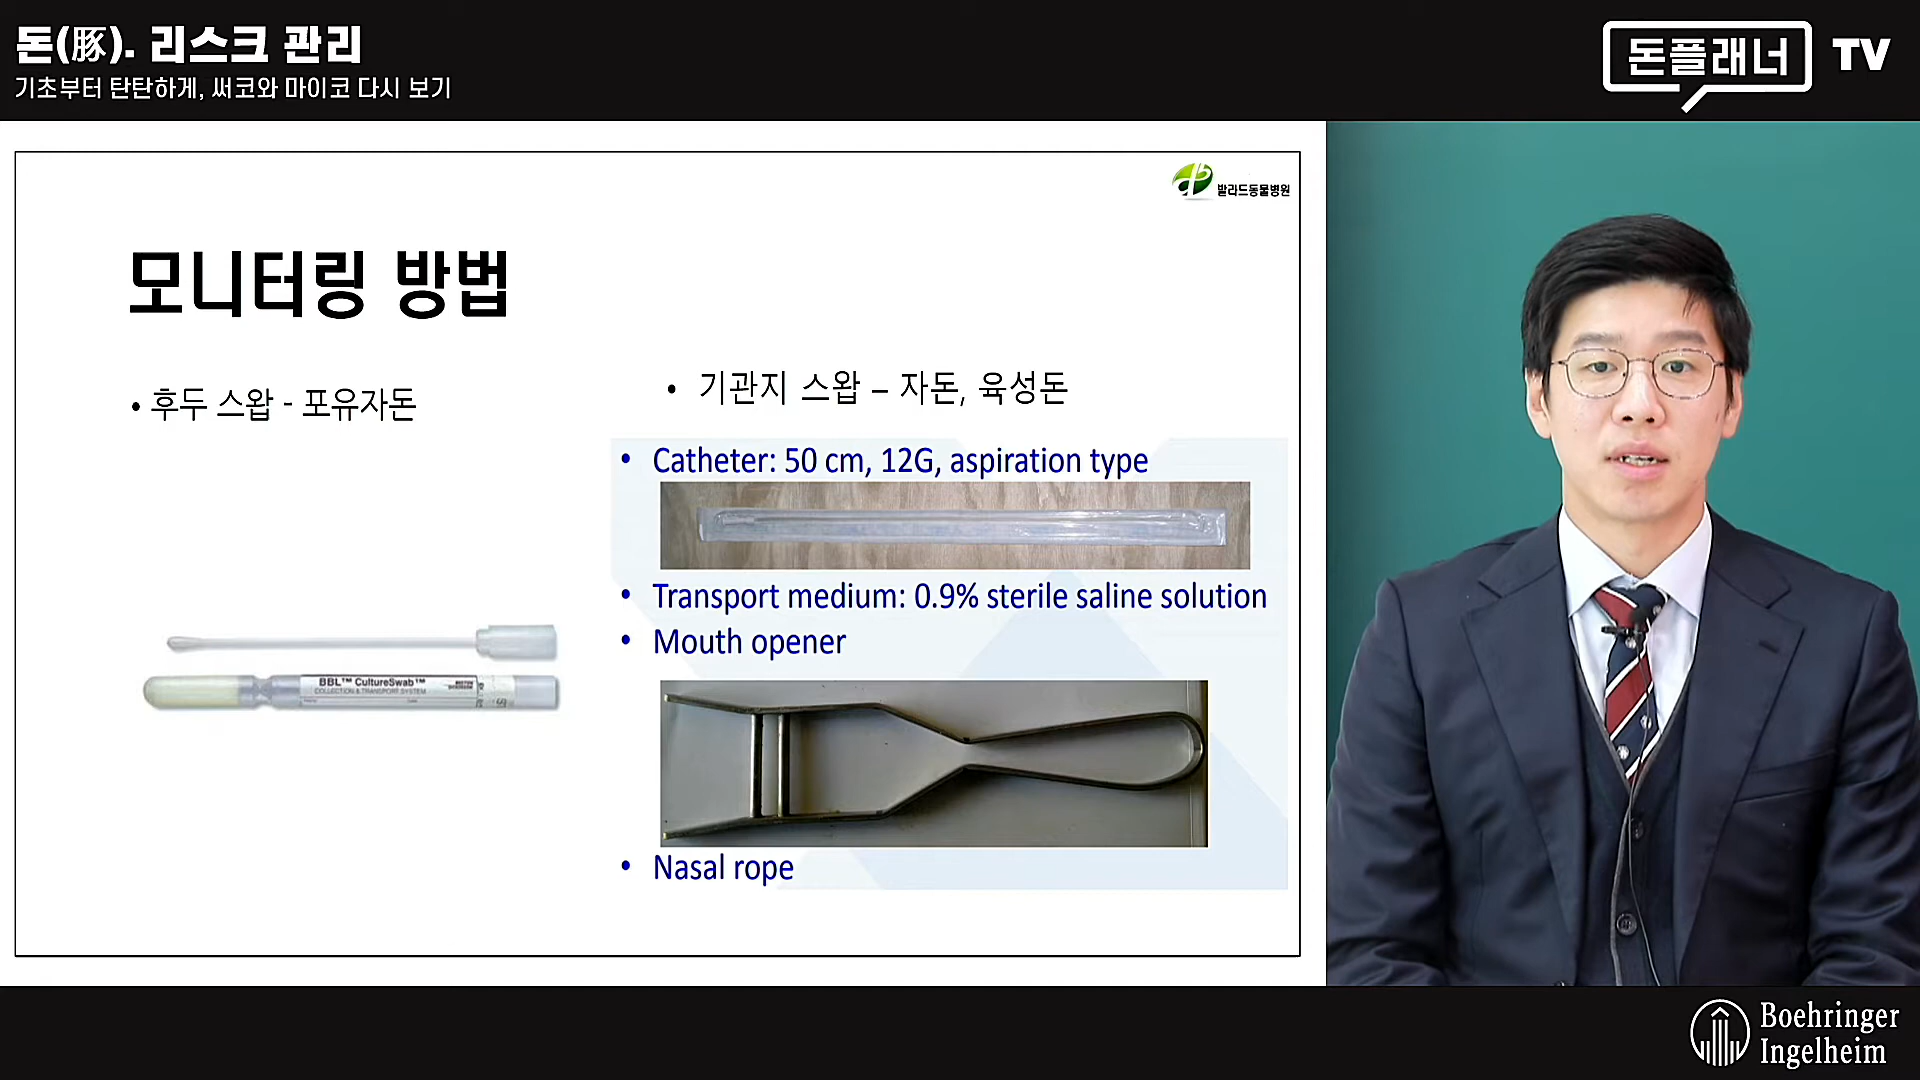 돈(豚). 리스크 관리
기초부터 탄탄하게, 써코와 마이코 다시 보기
돈플래너 TV
발라드동물병원
모니터링 방법
• 후두 스왑 - 포유자돈
• 기관지 스왑 – 자돈, 육성돈
• Catheter: 50 cm, 12G, aspiration type
• Transport medium: 0.9% sterile saline solution
• Mouth opener
BBL™ CultureSwab™
COLLECTION & TRANSPORT SYSTEM
• Nasal rope
Boehringer
Ingelheim